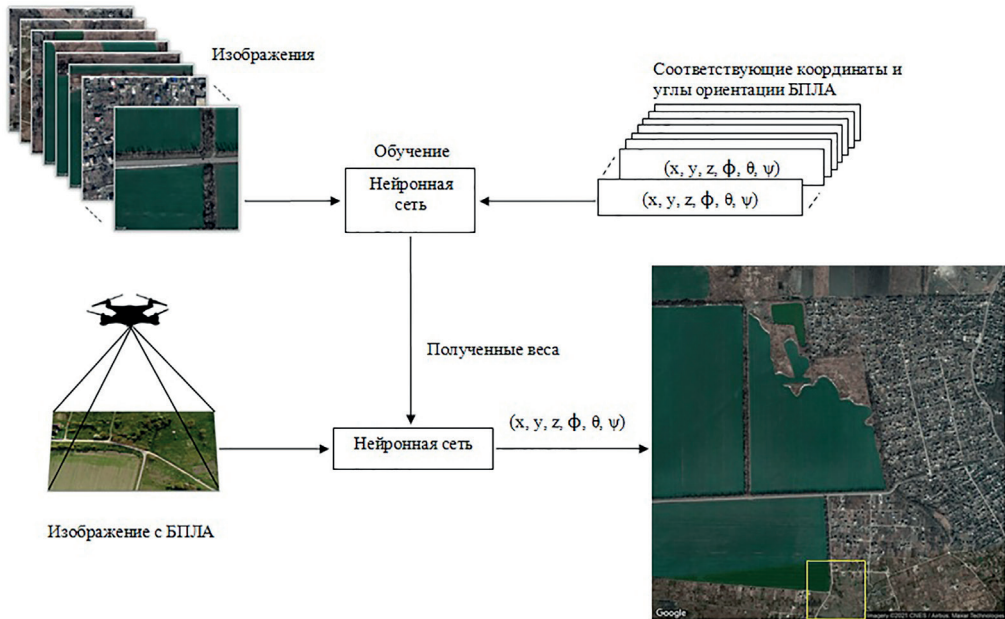 Изображения
Соответствующие координаты и
углы ориентации БПЛА
Обучение
Нейронная
сеть
(x, y, z, ϕ, θ, ψ)
(x, y, z, ϕ, θ, ψ)
Полученные веса
Нейронная сеть
(x, y, z, ϕ, θ, ψ)
Изображение с БПЛА
Google
Imagery ©2021 CNES / Airbus, Maxar Technologies